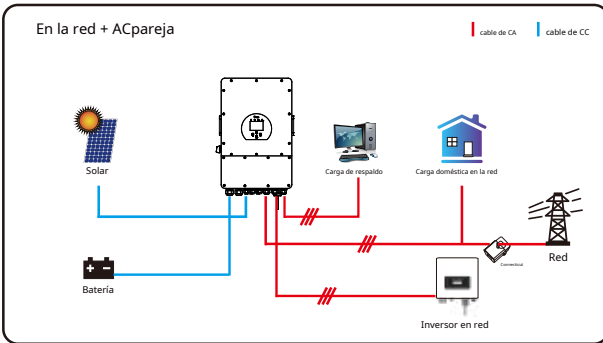 En la red + ACpareja
cable de CA
cable de CC
Solar
Carga de respaldo
Carga doméstica en la red
Batería
Connecticut
Red
Inversor en red